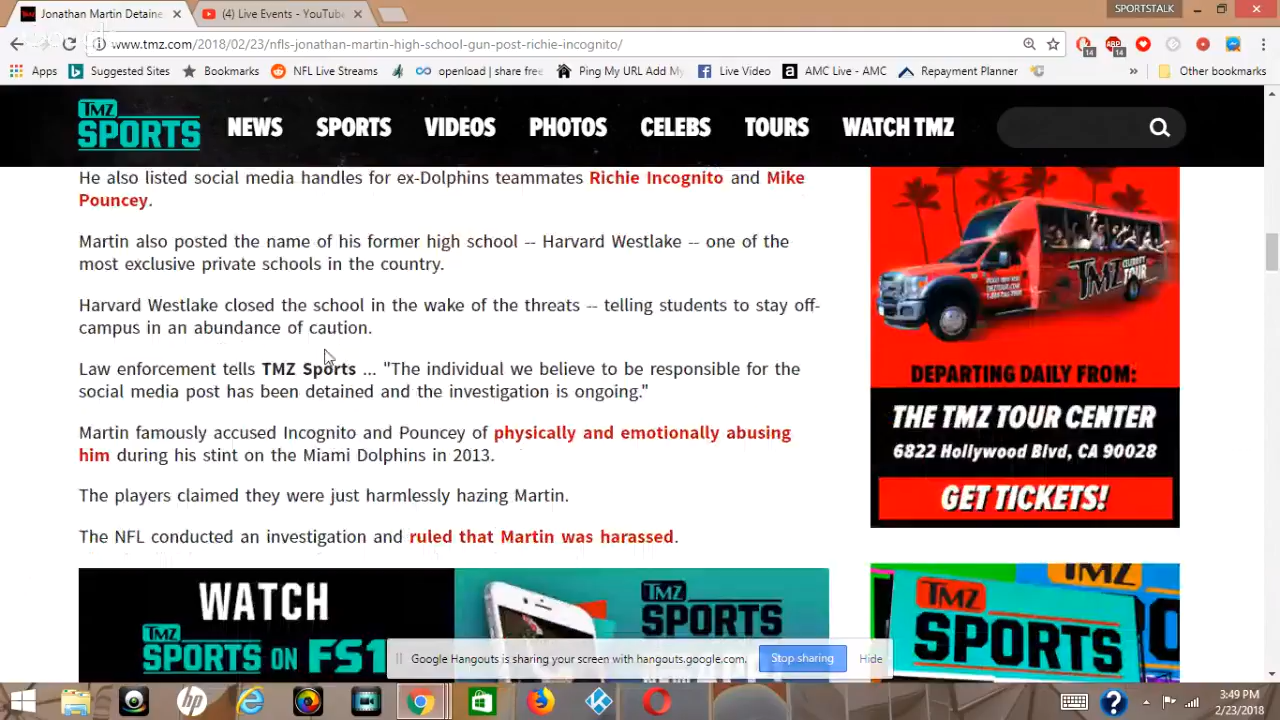 Jonathan Martin Detaine
(4) Live Events - YouTube
SPORTSTALK
www.tmz.com/2018/02/23/nfls-jonathan-martin-high-school-gun-post-richie-incognito/
14
14
Apps
Suggested Sites
Bookmarks
NFL Live Streams
openload | share free
Ping My URL Add My
Live Video
AMC Live - AMC
Repayment Planner
»
Other bookmarks
TMZ
SPORTS
NEWS SPORTS VIDEOS PHOTOS CELEBS TOURS WATCH TMZ
He also listed social media handles for ex-Dolphins teammates Richie Incognito and Mike
Pouncey.
Martin also posted the name of his former high school -- Harvard Westlake -- one of the
most exclusive private schools in the country.
Harvard Westlake closed the school in the wake of the threats -- telling students to stay off-
campus in an abundance of caution.
Law enforcement tells TMZ Sports ... "The individual we believe to be responsible for the
social media post has been detained and the investigation is ongoing."
Martin famously accused Incognito and Pouncey of physically and emotionally abusing
him during his stint on the Miami Dolphins in 2013.
The players claimed they were just harmlessly hazing Martin.
The NFL conducted an investigation and ruled that Martin was harassed.
TMZ
CELEBRITY
TOUR
DEPARTING DAILY FROM:
THE TMZ TOUR CENTER
6822 Hollywood Blvd, CA 90028
GET TICKETS!
WATCH
TMZ
SPORTS ON FS1
TMZ
SPORTS
TMZ
TMZ
SPORTS
Google Hangouts is sharing your screen with hangouts.google.com.
Stop sharing
Hide
3:49 PM
2/23/2018